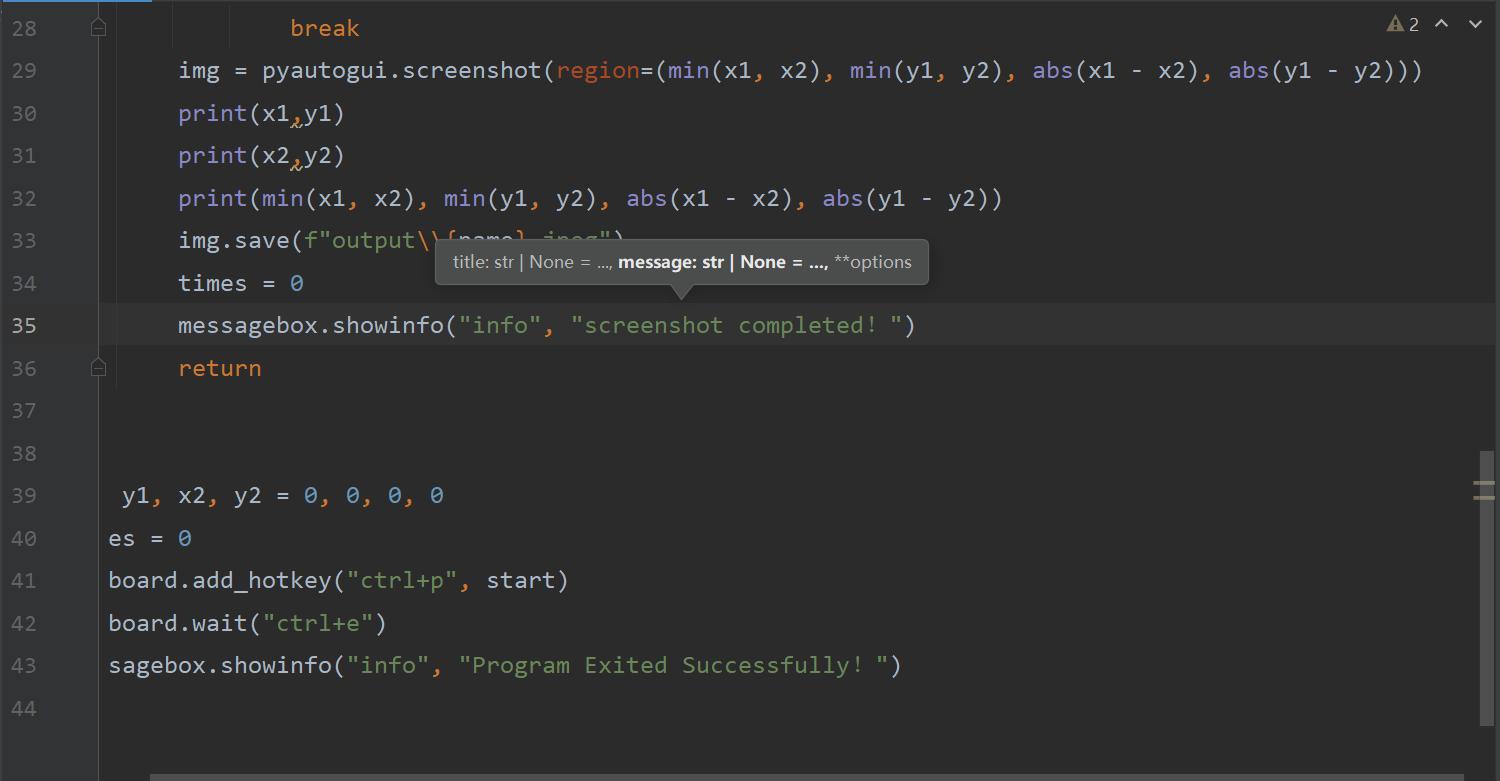 28 break
2
29 img = pyautogui.screenshot(region=(min(x1, x2), min(y1, y2), abs(x1 - x2), abs(y1 - y2)))
30 print(x1,y1)
31 print(x2,y2)
32 print(min(x1, x2), min(y1, y2), abs(x1 - x2), abs(y1 - y2))
33 img.save(f"output\\{name}.jpeg")
title: str | None = ..., message: str | None = ..., **options
34 times = 0
35 messagebox.showinfo("info", "screenshot completed！")
36 return
37
38
39 y1, x2, y2 = 0, 0, 0, 0
40 es = 0
41 board.add_hotkey("ctrl+p", start)
42 board.wait("ctrl+e")
43 sagebox.showinfo("info", "Program Exited Successfully！")
44